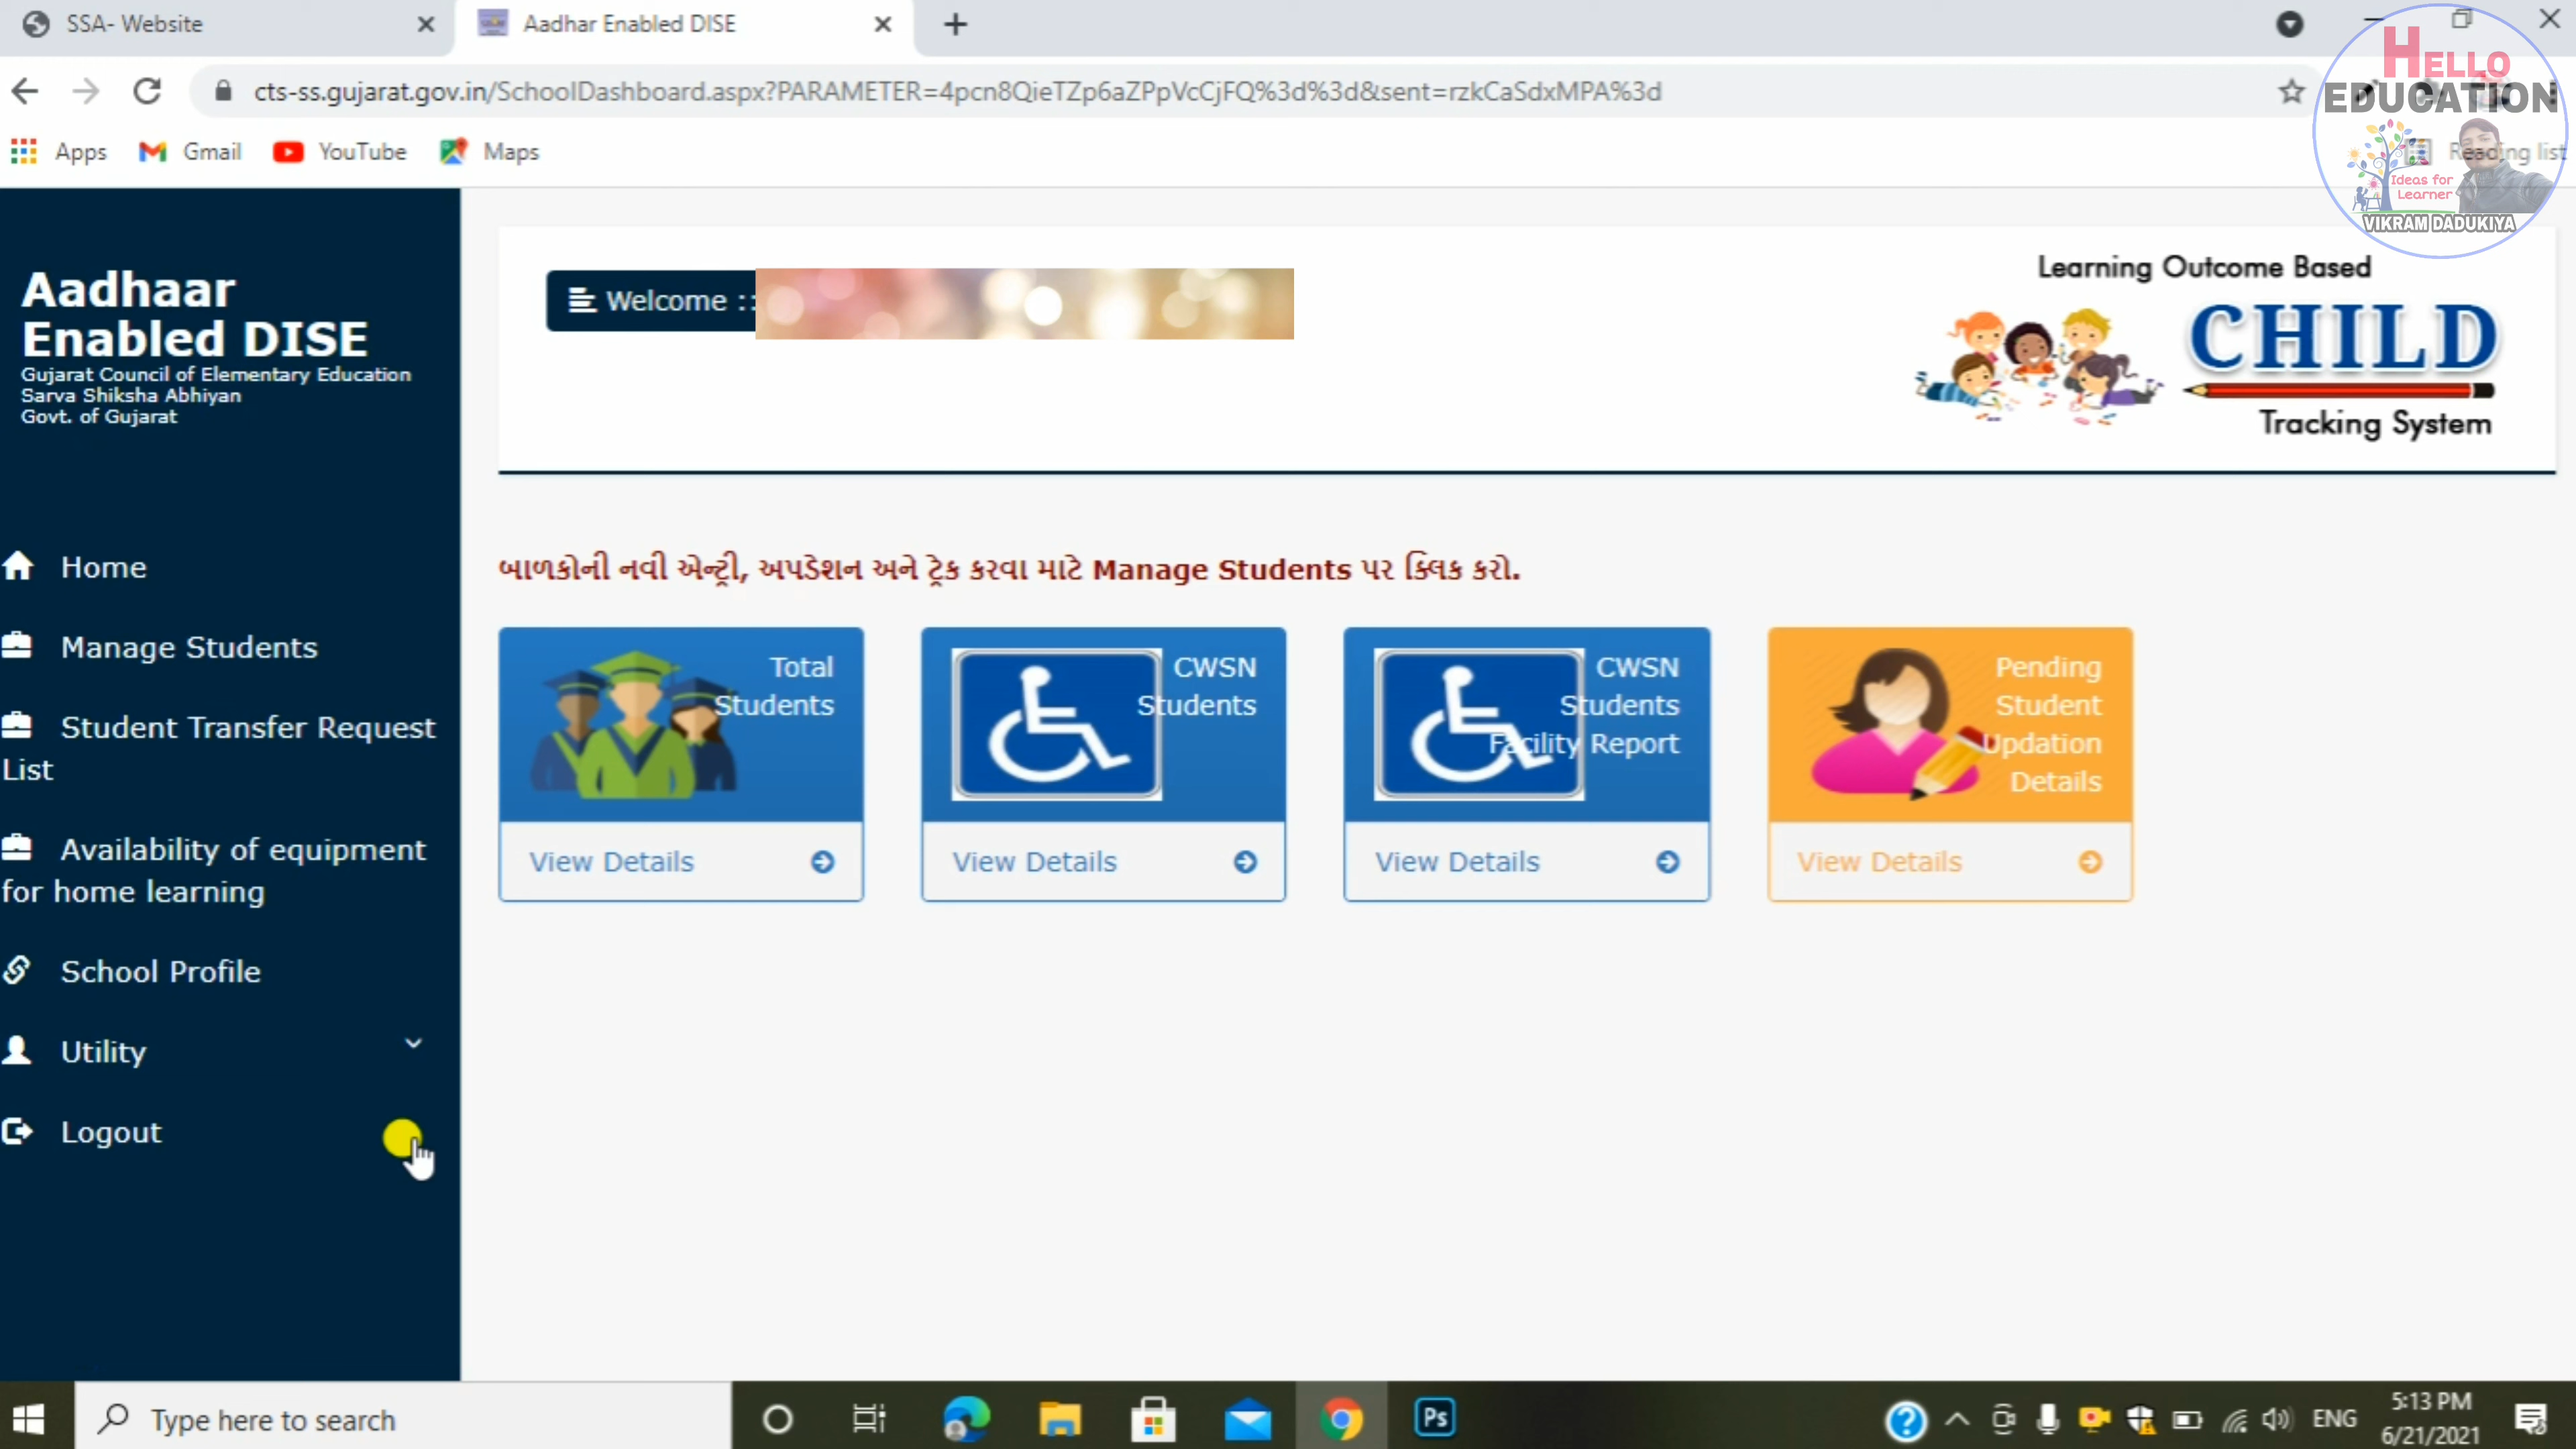 SSA- Website
Aadhar Enabled DISE
cts-ss.gujarat.gov.in/SchoolDashboard.aspx?PARAMETER=4pcn8QieTZp6aZPpVcCjFQ%3d%3d&sent=rzkCaSdxMPA%3d
Apps
Gmail
YouTube
Maps
Reading list
HELLO
EDUCATION
Ideas for
Learner
VIKRAM DADUKIYA
Aadhaar
Enabled DISE
Gujarat Council of Elementary Education
Sarva Shiksha Abhiyan
Govt. of Gujarat
Home
Manage Students
Student Transfer Request
List
Availability of equipment
for home learning
School Profile
Utility
Logout
Welcome ::
Learning Outcome Based
CHILD
Tracking System
બાળકોની નવી એન્ટ્રી, અપડેશન અને ટ્રેક કરવા માટે Manage Students પર ક્લિક કરો.
Total
Students
View Details
CWSN
Students
View Details
CWSN
Students
Facility Report
View Details
Pending
Student
Updation
Details
View Details
Type here to search
Ps
ENG
5:13 PM
6/21/2021